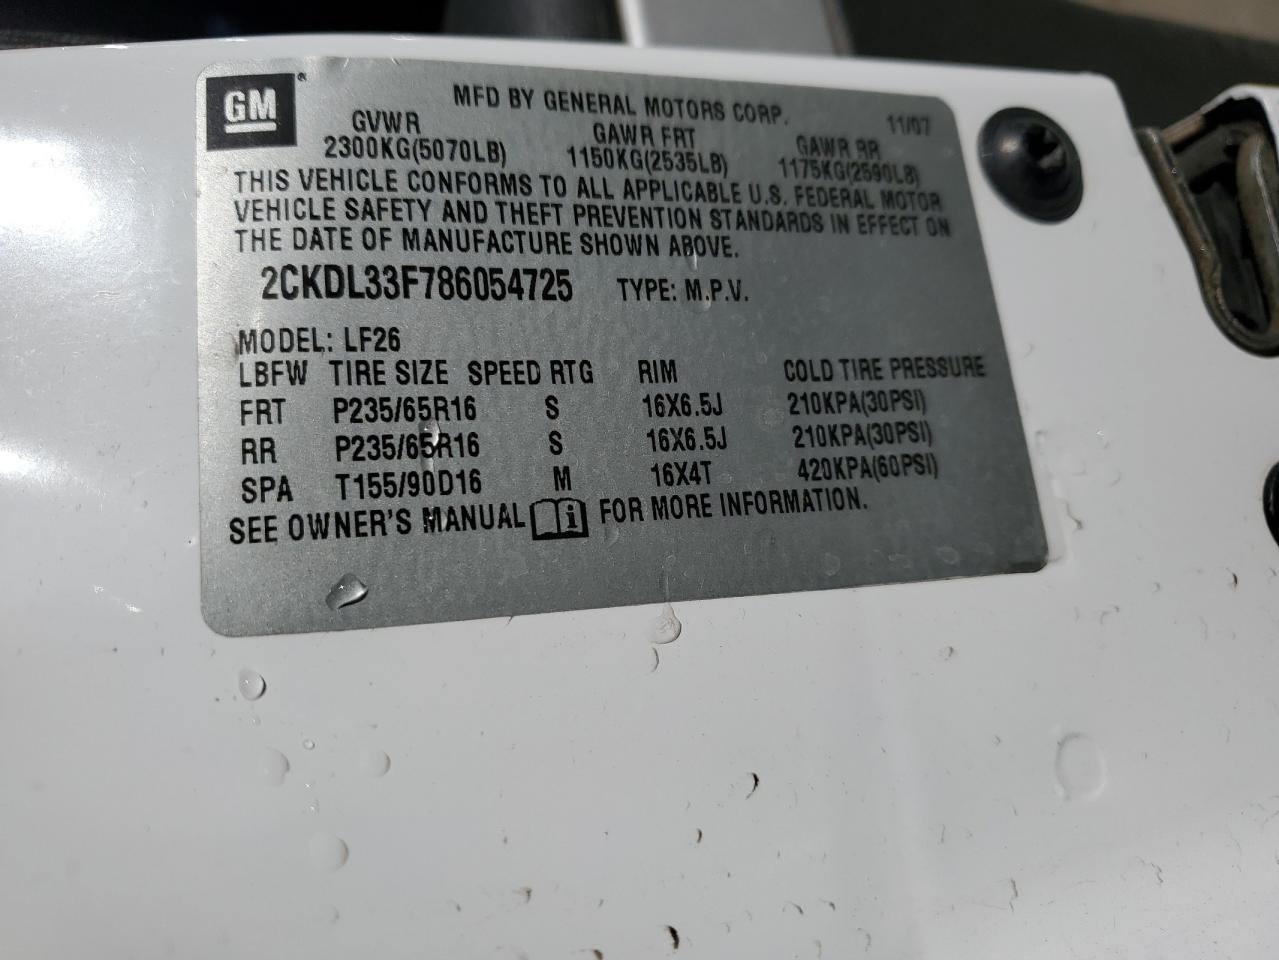 GM
MFD BY GENERAL MOTORS CORP. 11/07
GVWR GAWR FRT GAWR RR
2300KG(5070LB) 1150KG(2535LB) 1175KG(2590LB)
THIS VEHICLE CONFORMS TO ALL APPLICABLE U.S. FEDERAL MOTOR
VEHICLE SAFETY AND THEFT PREVENTION STANDARDS IN EFFECT ON
THE DATE OF MANUFACTURE SHOWN ABOVE.
2CKDL33F786054725 TYPE: M.P.V.
MODEL: LF26
LBFW TIRE SIZE SPEED RTG RIM COLD TIRE PRESSURE
FRT P235/65R16 S 16X6.5J 210KPA(30PSI)
RR P235/65R16 S 16X6.5J 210KPA(30PSI)
SPA T155/90D16 M 16X4T 420KPA(60PSI)
SEE OWNER'S MANUAL i FOR MORE INFORMATION.